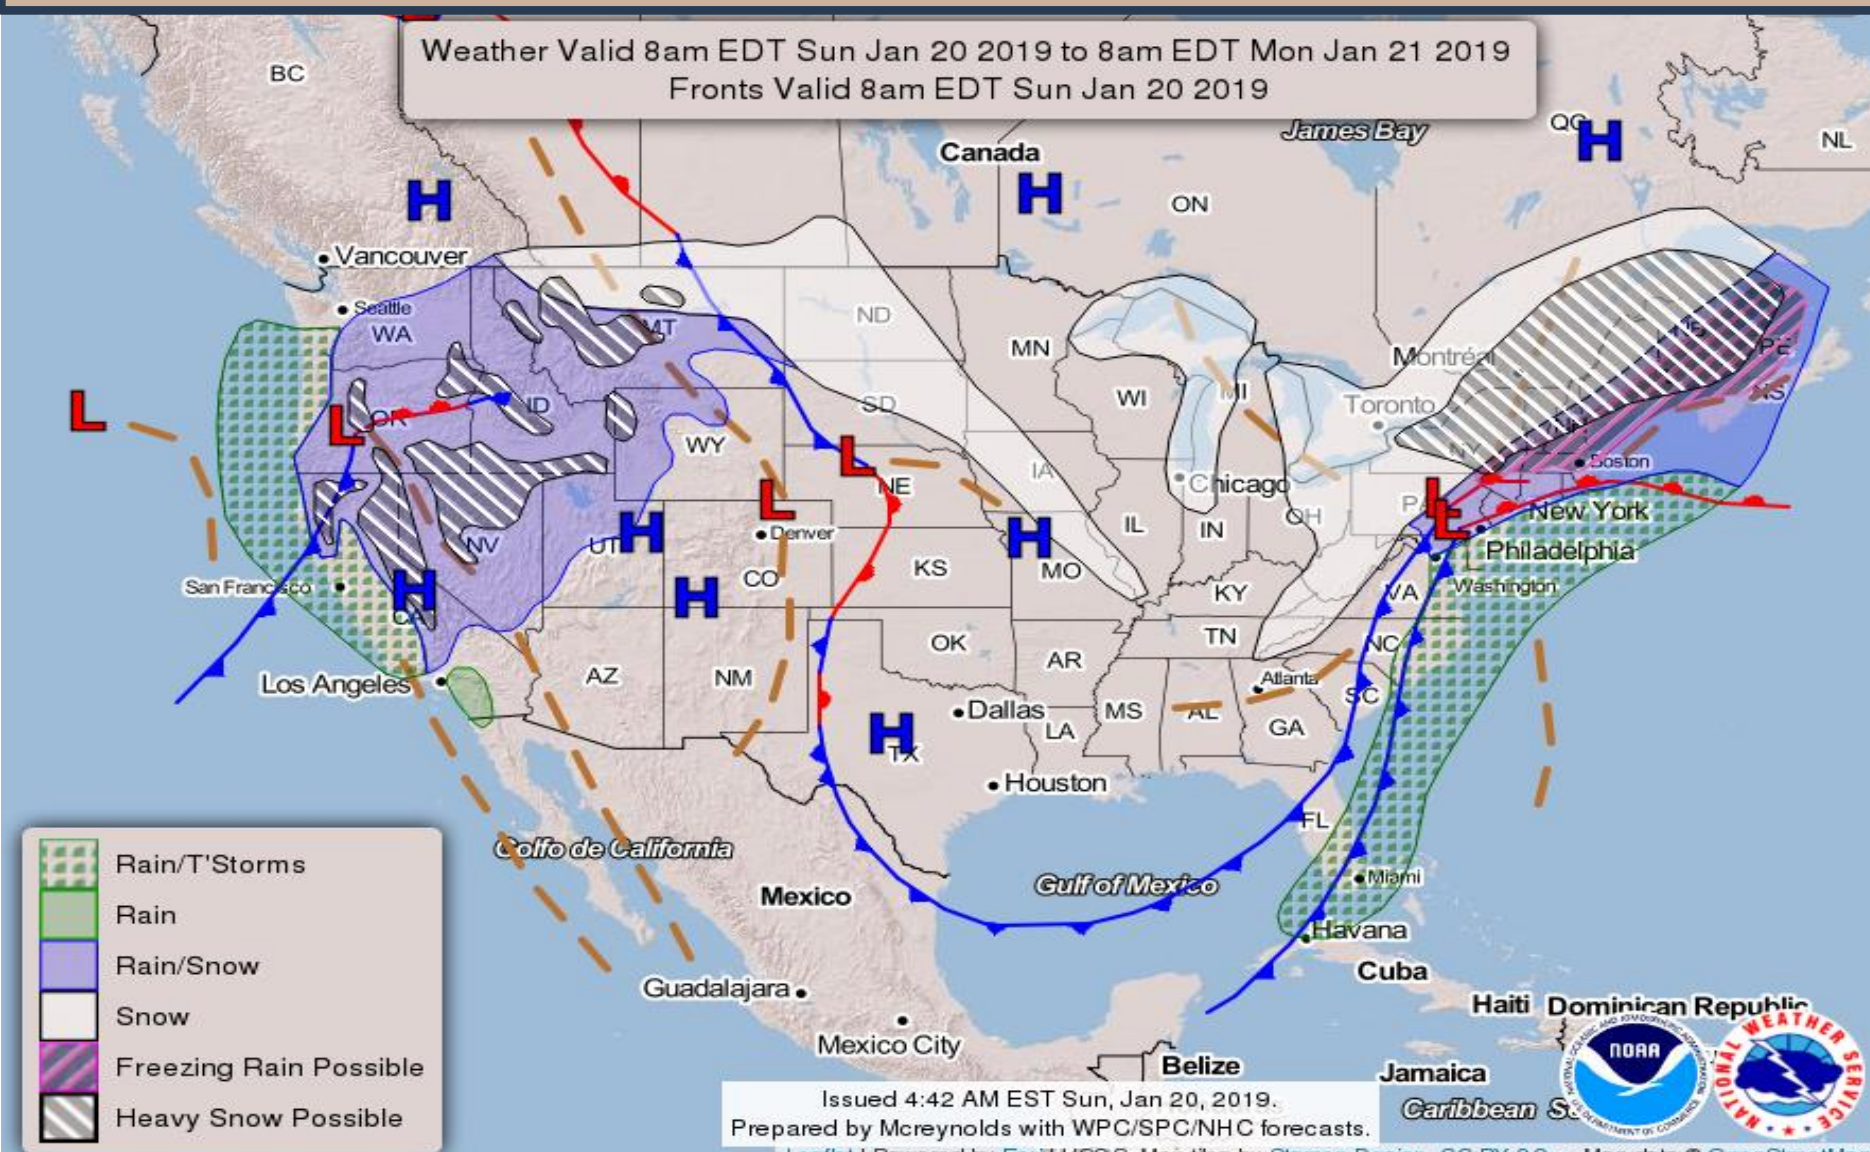 Weather Valid 8am EDT Sun Jan 20 2019 to 8am EDT Mon Jan 21 2019
Fronts Valid 8am EDT Sun Jan 20 2019
BC
James Bay
QC
H
NL
Canada
H
H
ON
Vancouver
Seattle
WA
MT
ND
MN
Montréal
PE
NS
L
L
OR
ID
SD
WI
MI
Toronto
WY
L
NE
IA
NY
Boston
L
Denver
Chicago
PA
L
L
New York
NV
UT
H
H
IL
IN
OH
Philadelphia
San Francisco
H
CA
CO
H
KS
MO
KY
VA
Washington
OK
TN
NC
Los Angeles
AZ
NM
AR
Atlanta
SC
Dallas
MS
AL
GA
H
TX
LA
Houston
FL
Golfo de California
Gulf of Mexico
Miami
Mexico
Havana
Cuba
Guadalajara
Haiti
Dominican Republic
Mexico City
Belize
Jamaica
Caribbean
Rain/T'Storms
Rain
Rain/Snow
Snow
Freezing Rain Possible
Heavy Snow Possible
Issued 4:42 AM EST Sun, Jan 20, 2019.
Prepared by Mcreynolds with WPC/SPC/NHC forecasts.
NOAA
NATIONAL WEATHER SERVICE